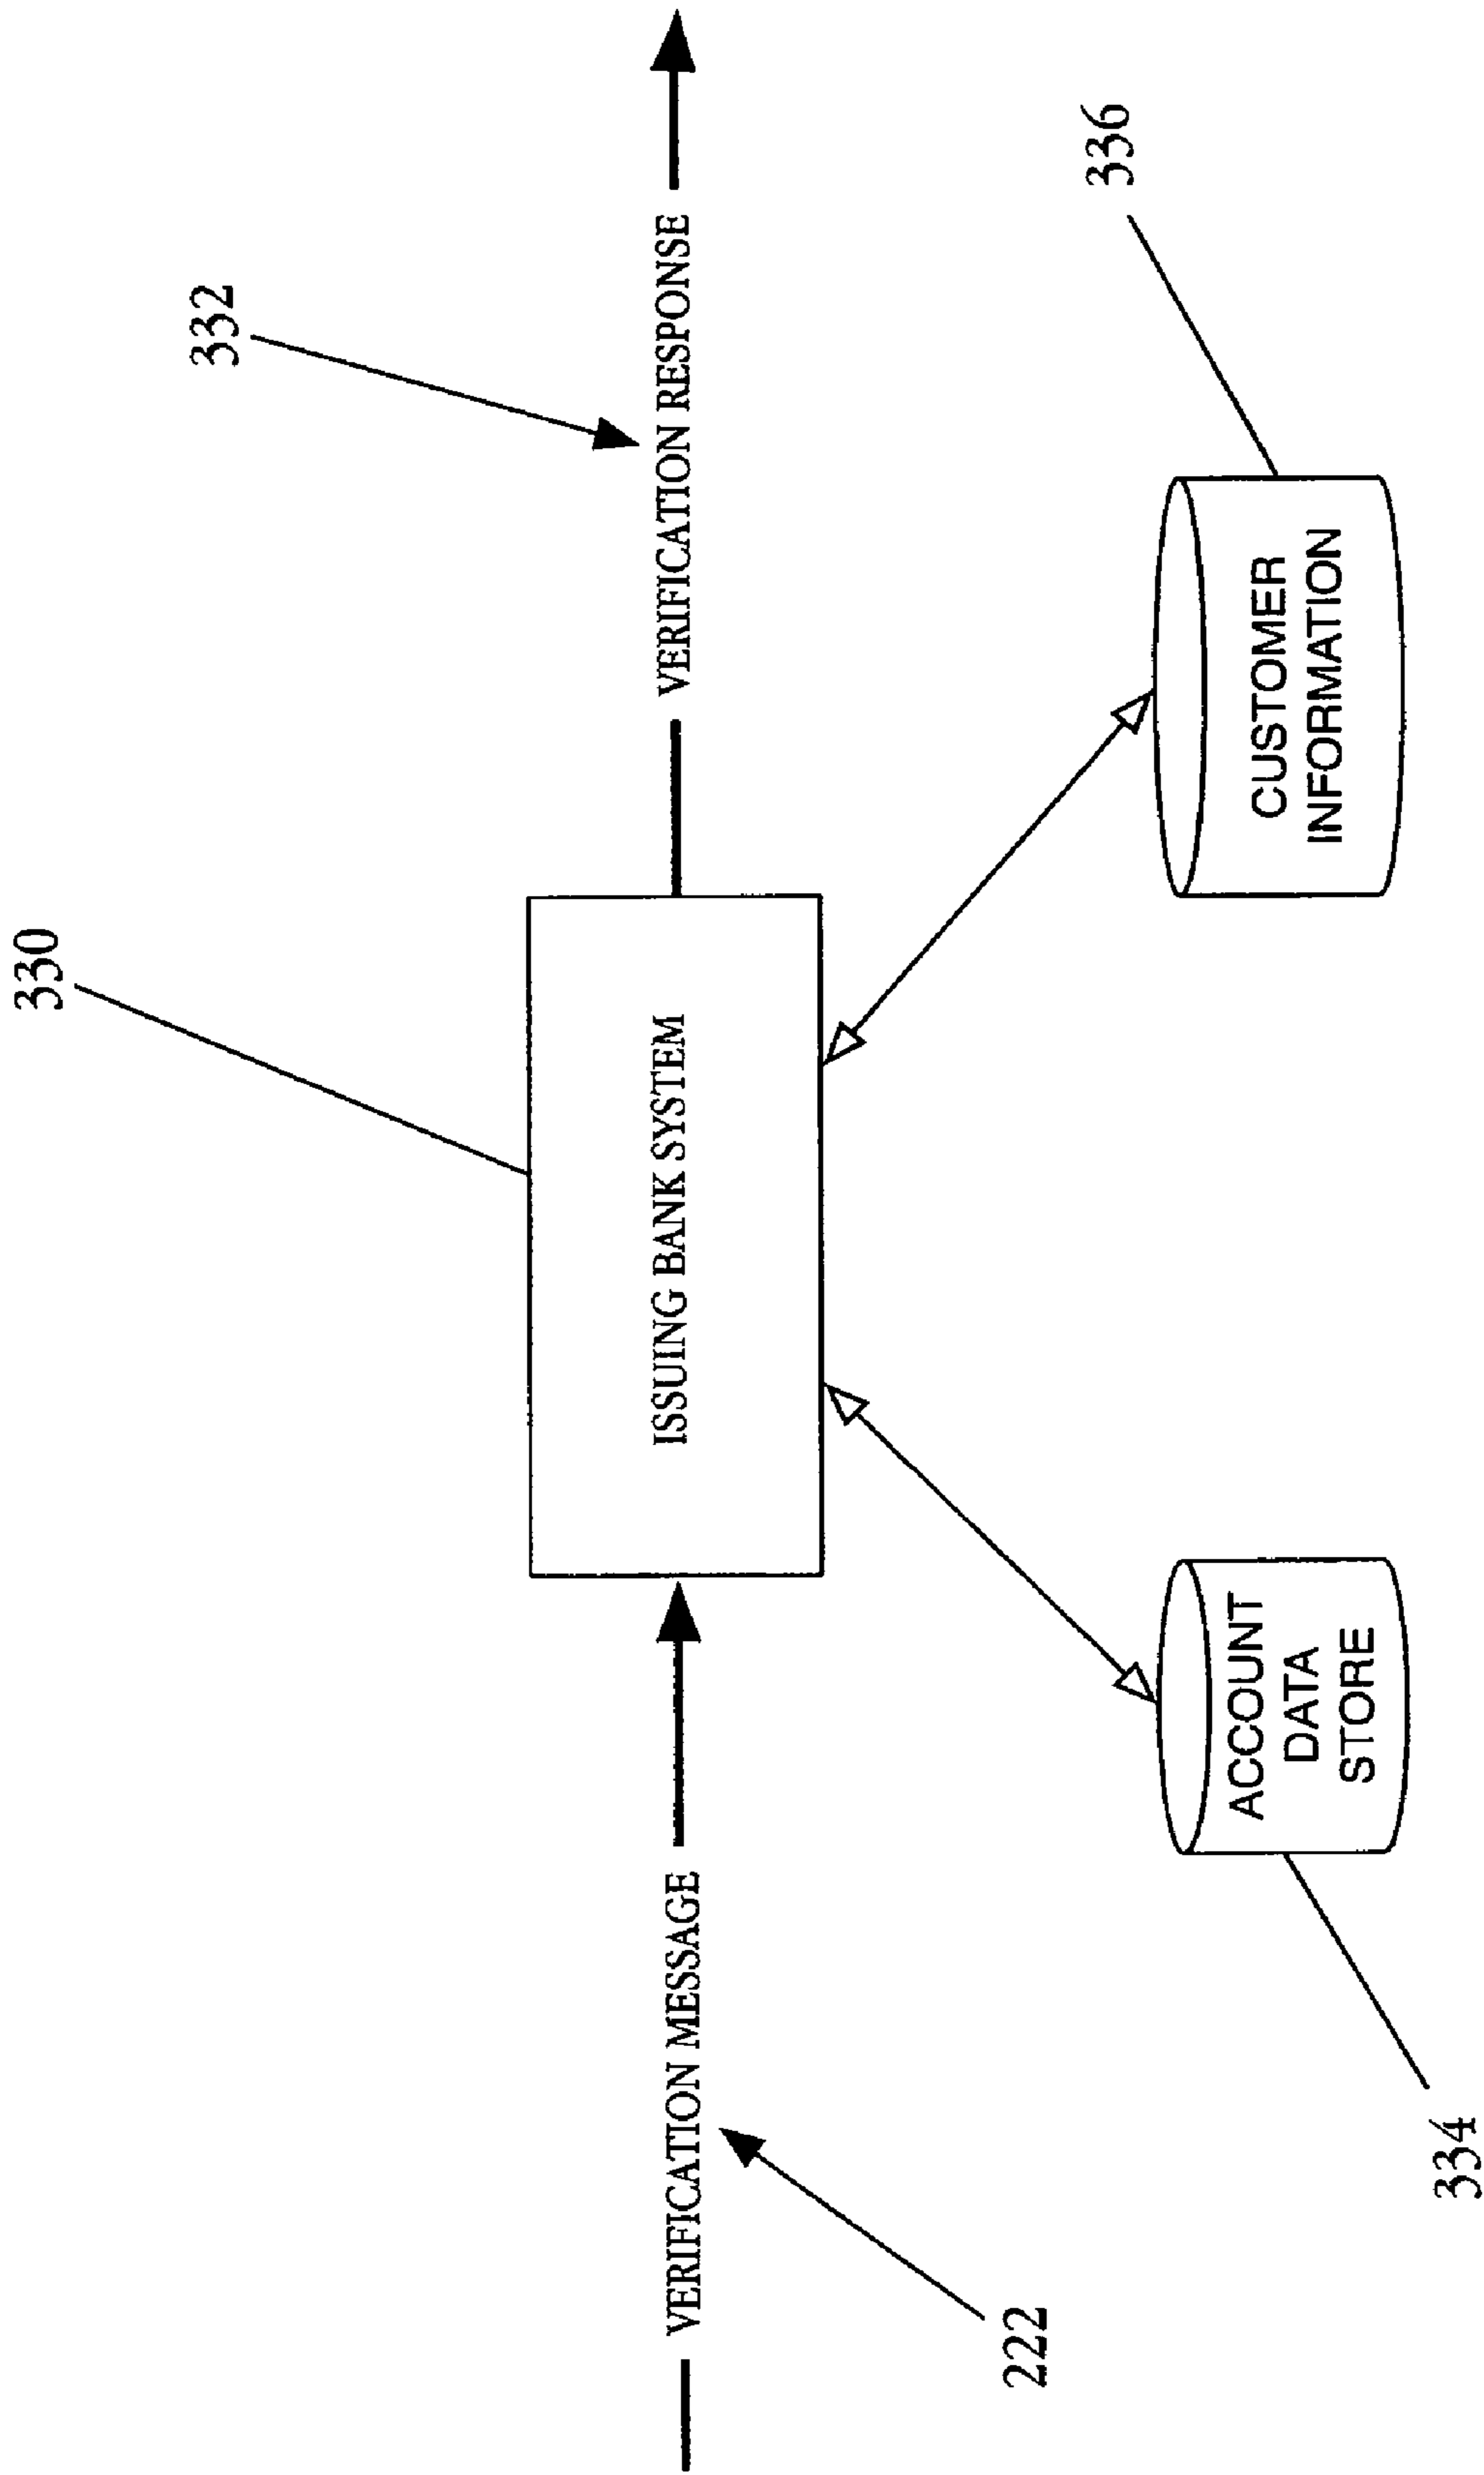 330
332
VERIFICATION MESSAGE
ISSUING BANK SYSTEM
VERIFICATION RESPONSE
222
336
ACCOUNT
DATA
STORE
CUSTOMER
INFORMATION
334